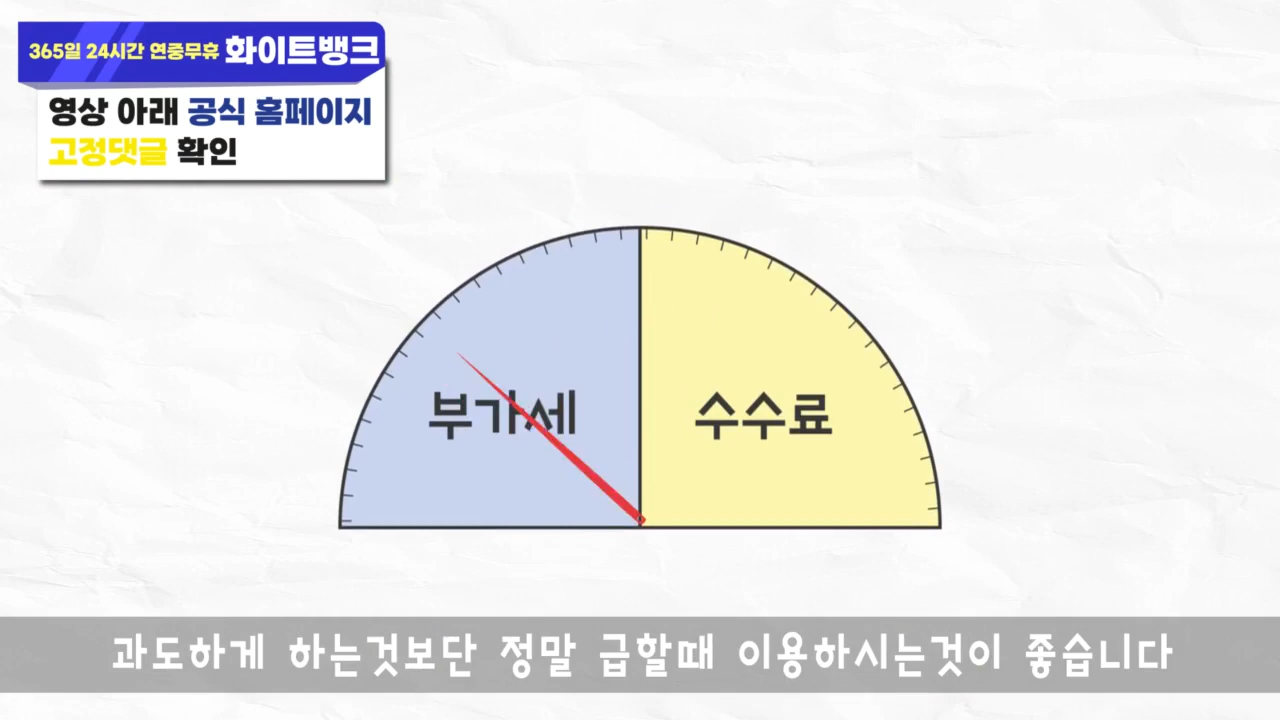 365일 24시간 연중무휴 화이트뱅크
영상 아래 공식 홈페이지
고정댓글 확인
부가세
수수료
과도하게 하는것보단 정말 급할때 이용하시는것이 좋습니다